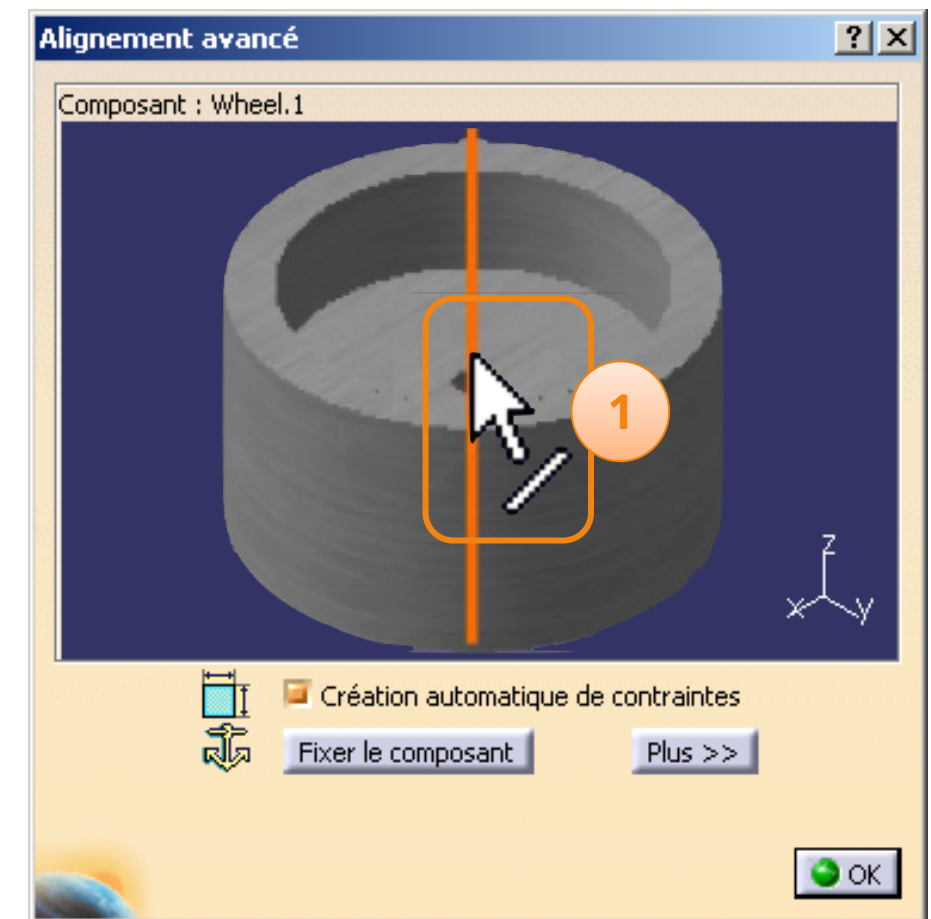 Alignement avancé
? X
Composant : Wheel.1
1
z
x
y
Création automatique de contraintes
Fixer le composant
Plus >>
OK